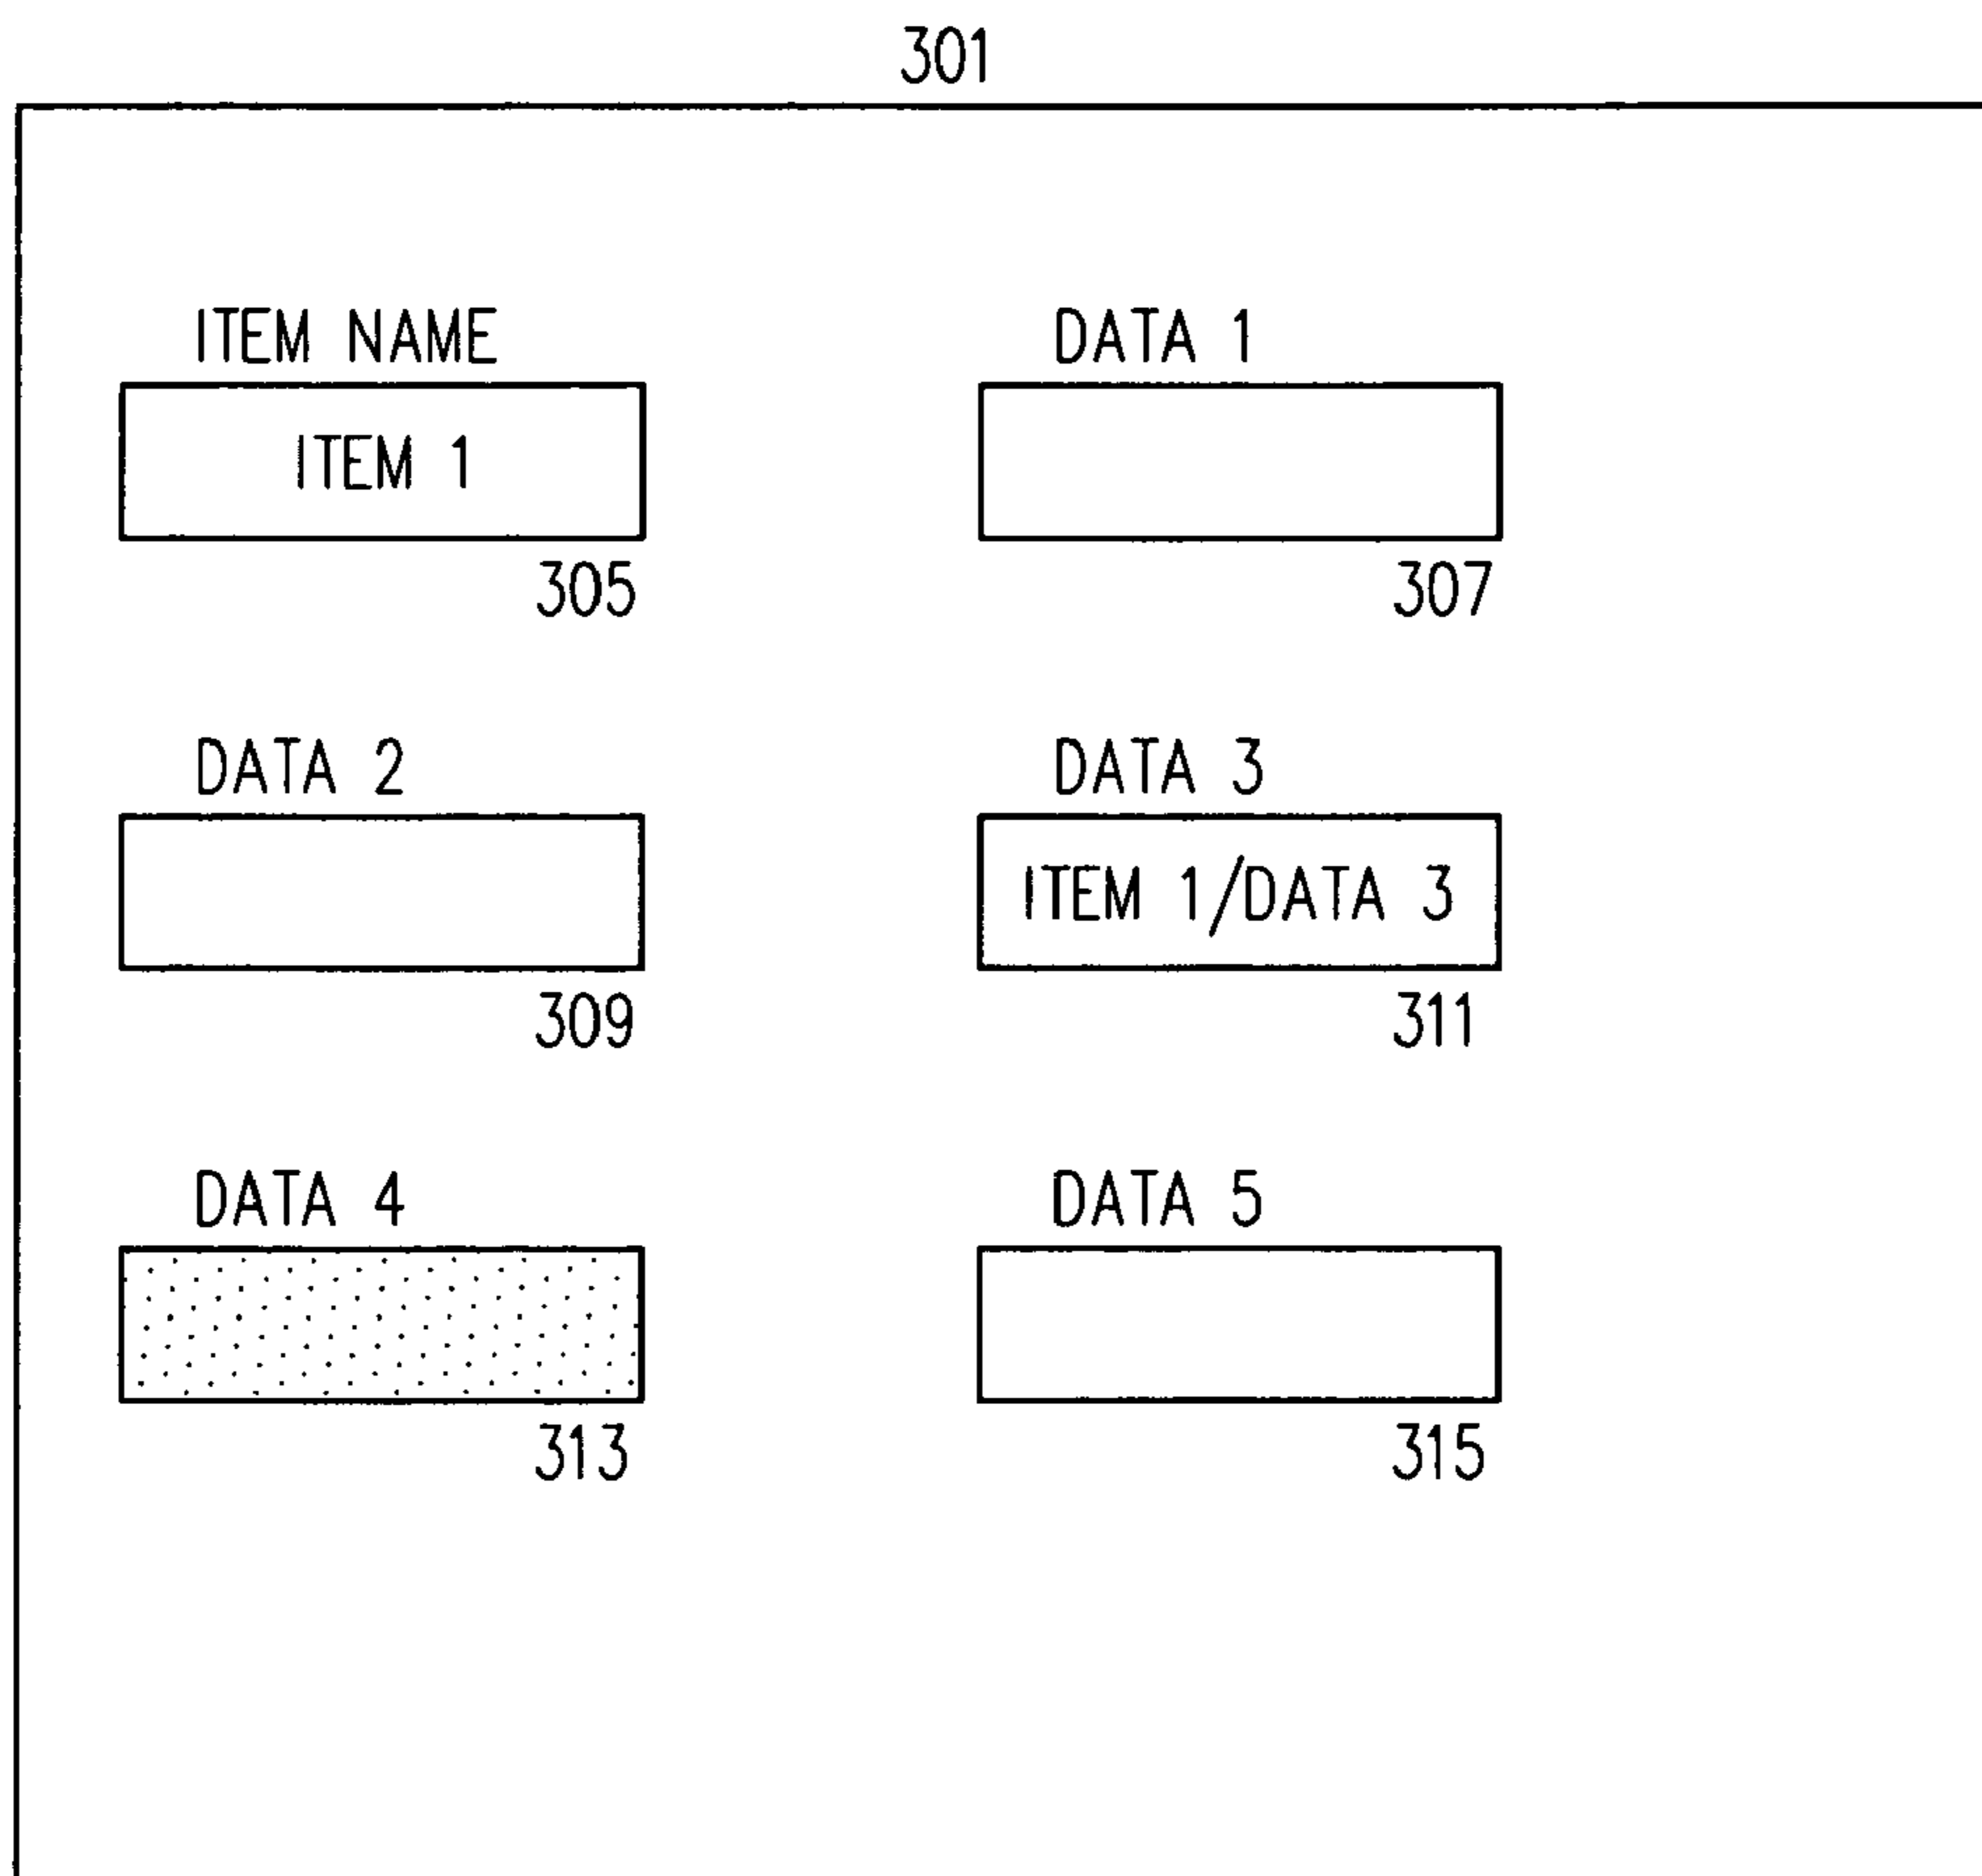 301
ITEM NAME DATA 1
ITEM 1
305 307
DATA 2 DATA 3
ITEM 1/DATA 3
309 311
DATA 4 DATA 5
313 315